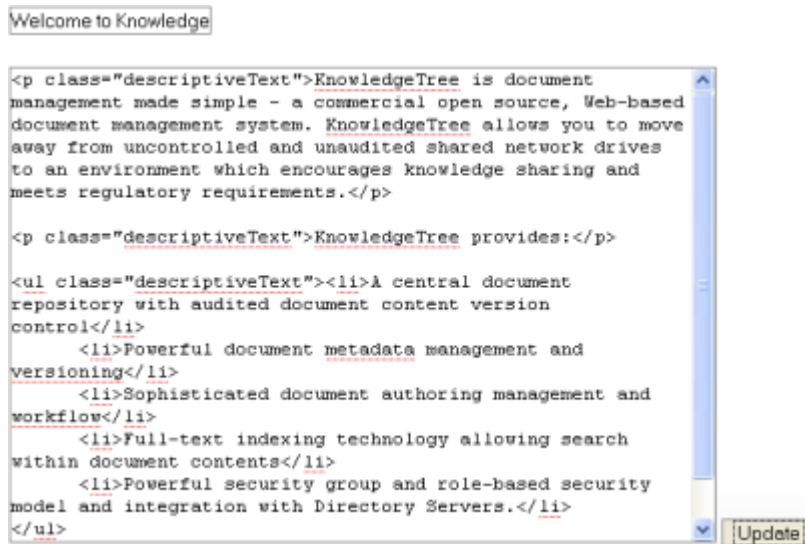 Welcome to Knowledge
<p class="descriptiveText">KnowledgeTree is document
management made simple - a commercial open source, Web-based
document management system. KnowledgeTree allows you to move
away from uncontrolled and unaudited shared network drives
to an environment which encourages knowledge sharing and
meets regulatory requirements.</p>
<p class="descriptiveText">KnowledgeTree provides:</p>
<ul class="descriptiveText"><li>A central document
repository with audited document content version
control</li>
<li>Powerful document metadata management and
versioning</li>
<li>Sophisticated document authoring management and
workflow</li>
<li>Full-text indexing technology allowing search
within document contents</li>
<li>Powerful security group and role-based security
model and integration with Directory Servers.</li>
</ul>
Update